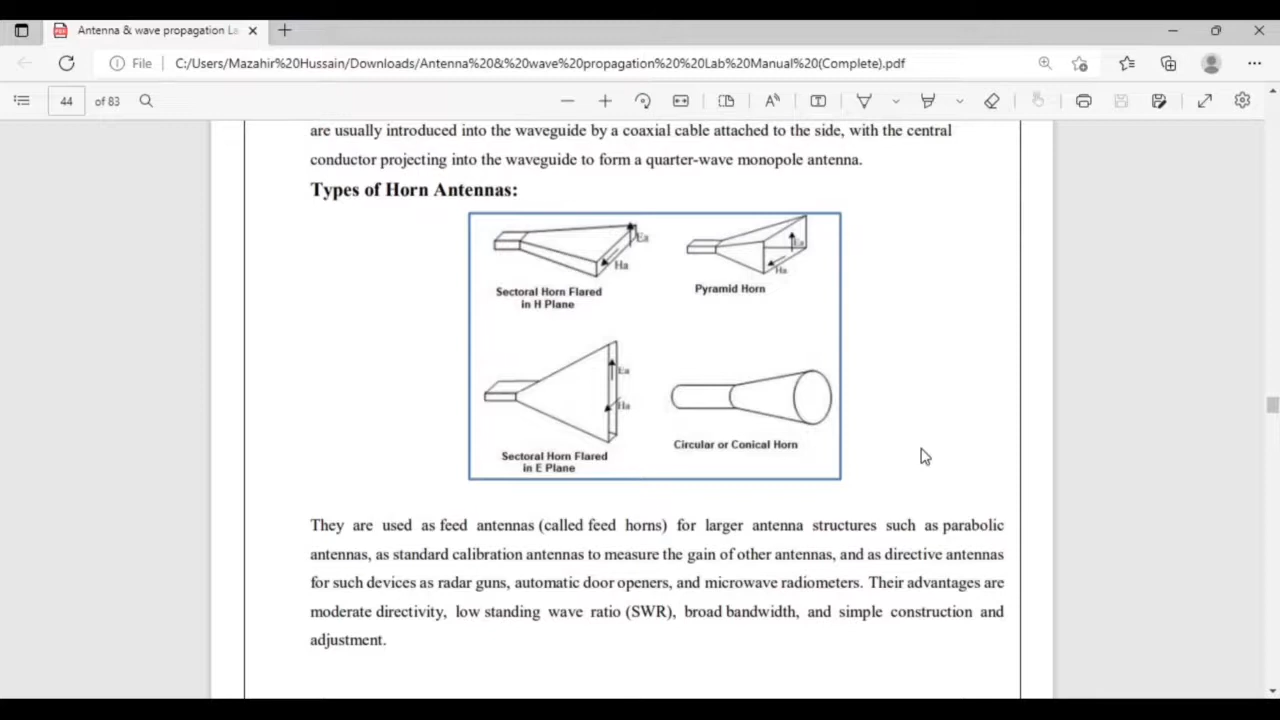 Antenna & wave propagation La
File
C:/Users/Mazahir%20Hussain/Downloads/Antenna%20&%20wave%20propagation%20%20Lab%20Manual%20(Complete).pdf
44 of 83
are usually introduced into the waveguide by a coaxial cable attached to the side, with the central
conductor projecting into the waveguide to form a quarter-wave monopole antenna.
Types of Horn Antennas:
Ea
Ha
Sectoral Horn Flared
in H Plane
Ea
Ha
Pyramid Horn
Ea
Ha
Sectoral Horn Flared
in E Plane
Circular or Conical Horn
They are used as feed antennas (called feed horns) for larger antenna structures such as parabolic
antennas, as standard calibration antennas to measure the gain of other antennas, and as directive antennas
for such devices as radar guns, automatic door openers, and microwave radiometers. Their advantages are
moderate directivity, low standing wave ratio (SWR), broad bandwidth, and simple construction and
adjustment.